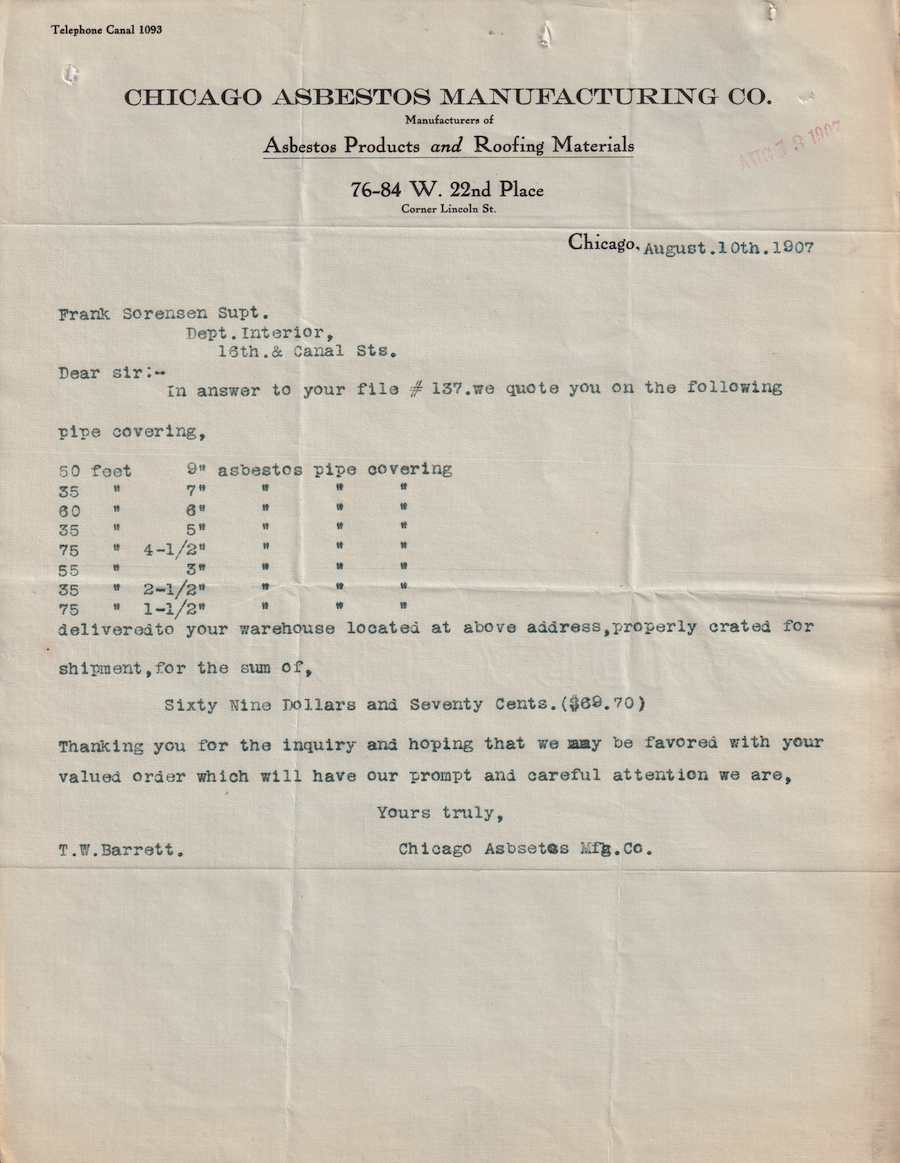 Telephone Canal 1093
CHICAGO ASBESTOS MANUFACTURING CO.
Manufacturers of
Asbestos Products and Roofing Materials
AUG 13 1907
76-84 W. 22nd Place
Corner Lincoln St.
Chicago, August.10th.1907
Frank Sorensen Supt.
Dept.Interior,
16th.& Canal Sts.
Dear sir:--
In answer to your file # 137.we quote you on the following
pipe covering,
50 feet 9" asbestos pipe covering
35 " 7" " " "
60 " 6" " " "
35 " 5" " " "
75 " 4-1/2" " " "
55 " 3" " " "
35 " 2-1/2" " " "
75 " 1-1/2" " " "
deliveredto your warehouse located at above address,properly crated for
shipment,for the sum of,
Sixty Nine Dollars and Seventy Cents.($69.70)
Thanking you for the inquiry and hoping that we may be favored with your
valued order which will have our prompt and careful attention we are,
Yours truly,
T.W.Barrett. Chicago Asbsetos Mfg.Co.